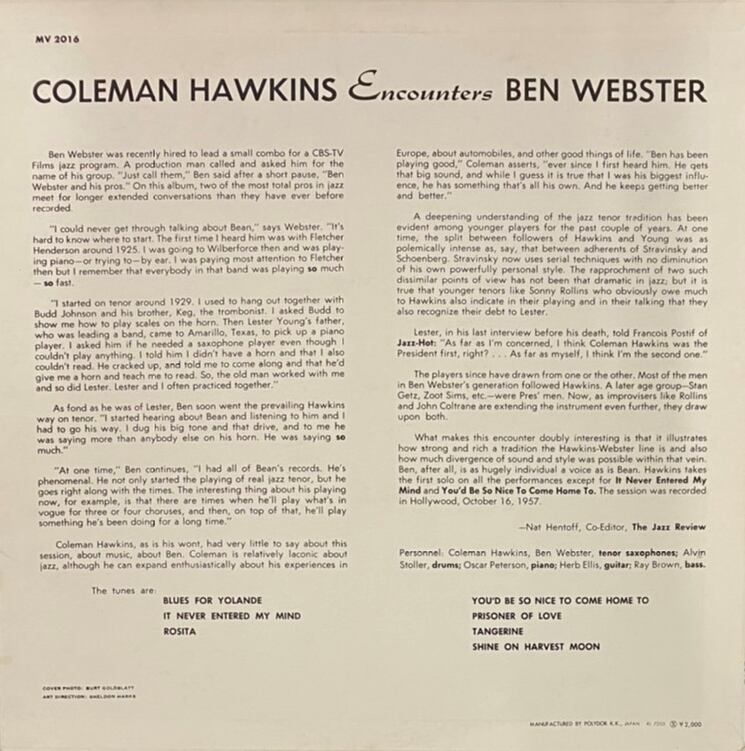 MV 2016
COLEMAN HAWKINS Encounters BEN WEBSTER
Ben Webster was recently hired to lead a small combo for a CBS-TV
Films jazz program. A production man called and asked him for the
name of his group. "Just call them," Ben said after a short pause, "Ben
Webster and his pros." On this album, two of the most total pros in jazz
meet for longer extended conversations than they have ever before
recorded.
"I could never get through talking about Bean," says Webster. "It's
hard to know where to start. The first time I heard him was with Fletcher
Henderson around 1925. I was going to Wilberforce then and was play-
ing piano—or trying to—by ear. I was paying most attention to Fletcher
then but I remember that everybody in that band was playing so much
— so fast.
"I started on tenor around 1929. I used to hang out together with
Budd Johnson and his brother, Keg, the trombonist. I asked Budd to
show me how to play scales on the horn. Then Lester Young's father,
who was leading a band, came to Amarillo, Texas, to pick up a piano
player. I asked him if he needed a saxophone player even though I
couldn't play anything. I told him I didn't have a horn and that I also
couldn't read. He cracked up, and told me to come along and that he'd
give me a horn and teach me to read. So, the old man worked with me
and so did Lester. Lester and I often practiced together."
As fond as he was of Lester, Ben soon went the prevailing Hawkins
way on tenor. "I started hearing about Bean and listening to him and I
had to go his way. I dug his big tone and that drive, and to me he
was saying more than anybody else on his horn. He was saying so
much."
"At one time," Ben continues, "I had all of Bean's records. He's
phenomenal. He not only started the playing of real jazz tenor, but he
goes right along with the times. The interesting thing about his playing
now, for example, is that there are times when he'll play what's in
vogue for three or four choruses, and then, on top of that, he'll play
something he's been doing for a long time."
Coleman Hawkins, as is his wont, had very little to say about this
session, about music, about Ben. Coleman is relatively laconic about
jazz, although he can expand enthusiastically about his experiences in
Europe, about automobiles, and other good things of life. "Ben has been
playing good," Coleman asserts, "ever since I first heard him. He gets
that big sound, and while I guess it is true that I was his biggest influ-
ence, he has something that's all his own. And he keeps getting better
and better."
A deepening understanding of the jazz tenor tradition has been
evident among younger players for the past couple of years. At one
time, the split between followers of Hawkins and Young was as
polemically intense as, say, that between adherents of Stravinsky and
Schoenberg. Stravinsky now uses serial techniques with no diminution
of his own powerfully personal style. The rapprochment of two such
dissimilar points of view has not been that dramatic in jazz; but it is
true that younger tenors like Sonny Rollins who obviously owe much
to Hawkins also indicate in their playing and in their talking that they
also recognize their debt to Lester.
Lester, in his last interview before his death, told Francois Postif of
Jazz-Hot: "As far as I'm concerned, I think Coleman Hawkins was the
President first, right? . . . As far as myself, I think I'm the second one."
The players since have drawn from one or the other. Most of the men
in Ben Webster's generation followed Hawkins. A later age group—Stan
Getz, Zoot Sims, etc.—were Pres' men. Now, as improvisers like Rollins
and John Coltrane are extending the instrument even further, they draw
upon both.
What makes this encounter doubly interesting is that it illustrates
how strong and rich a tradition the Hawkins-Webster line is and also
how much divergence of sound and style was possible within that vein.
Ben, after all, is as hugely individual a voice as is Bean. Hawkins takes
the first solo on all the performances except for It Never Entered My
Mind and You'd Be So Nice To Come Home To. The session was recorded
in Hollywood, October 16, 1957.
—Nat Hentoff, Co-Editor, The Jazz Review
Personnel: Coleman Hawkins, Ben Webster, tenor saxophones; Alvin
Stoller, drums; Oscar Peterson, piano; Herb Ellis, guitar; Ray Brown, bass.
The tunes are:
BLUES FOR YOLANDE
IT NEVER ENTERED MY MIND
ROSITA
YOU'D BE SO NICE TO COME HOME TO
PRISONER OF LOVE
TANGERINE
SHINE ON HARVEST MOON
COVER PHOTO: BURT GOLDBLATT
ART DIRECTION: SHELDON MARKS
MANUFACTURED BY POLYDOR K.K., JAPAN Ⓢ ¥2,000